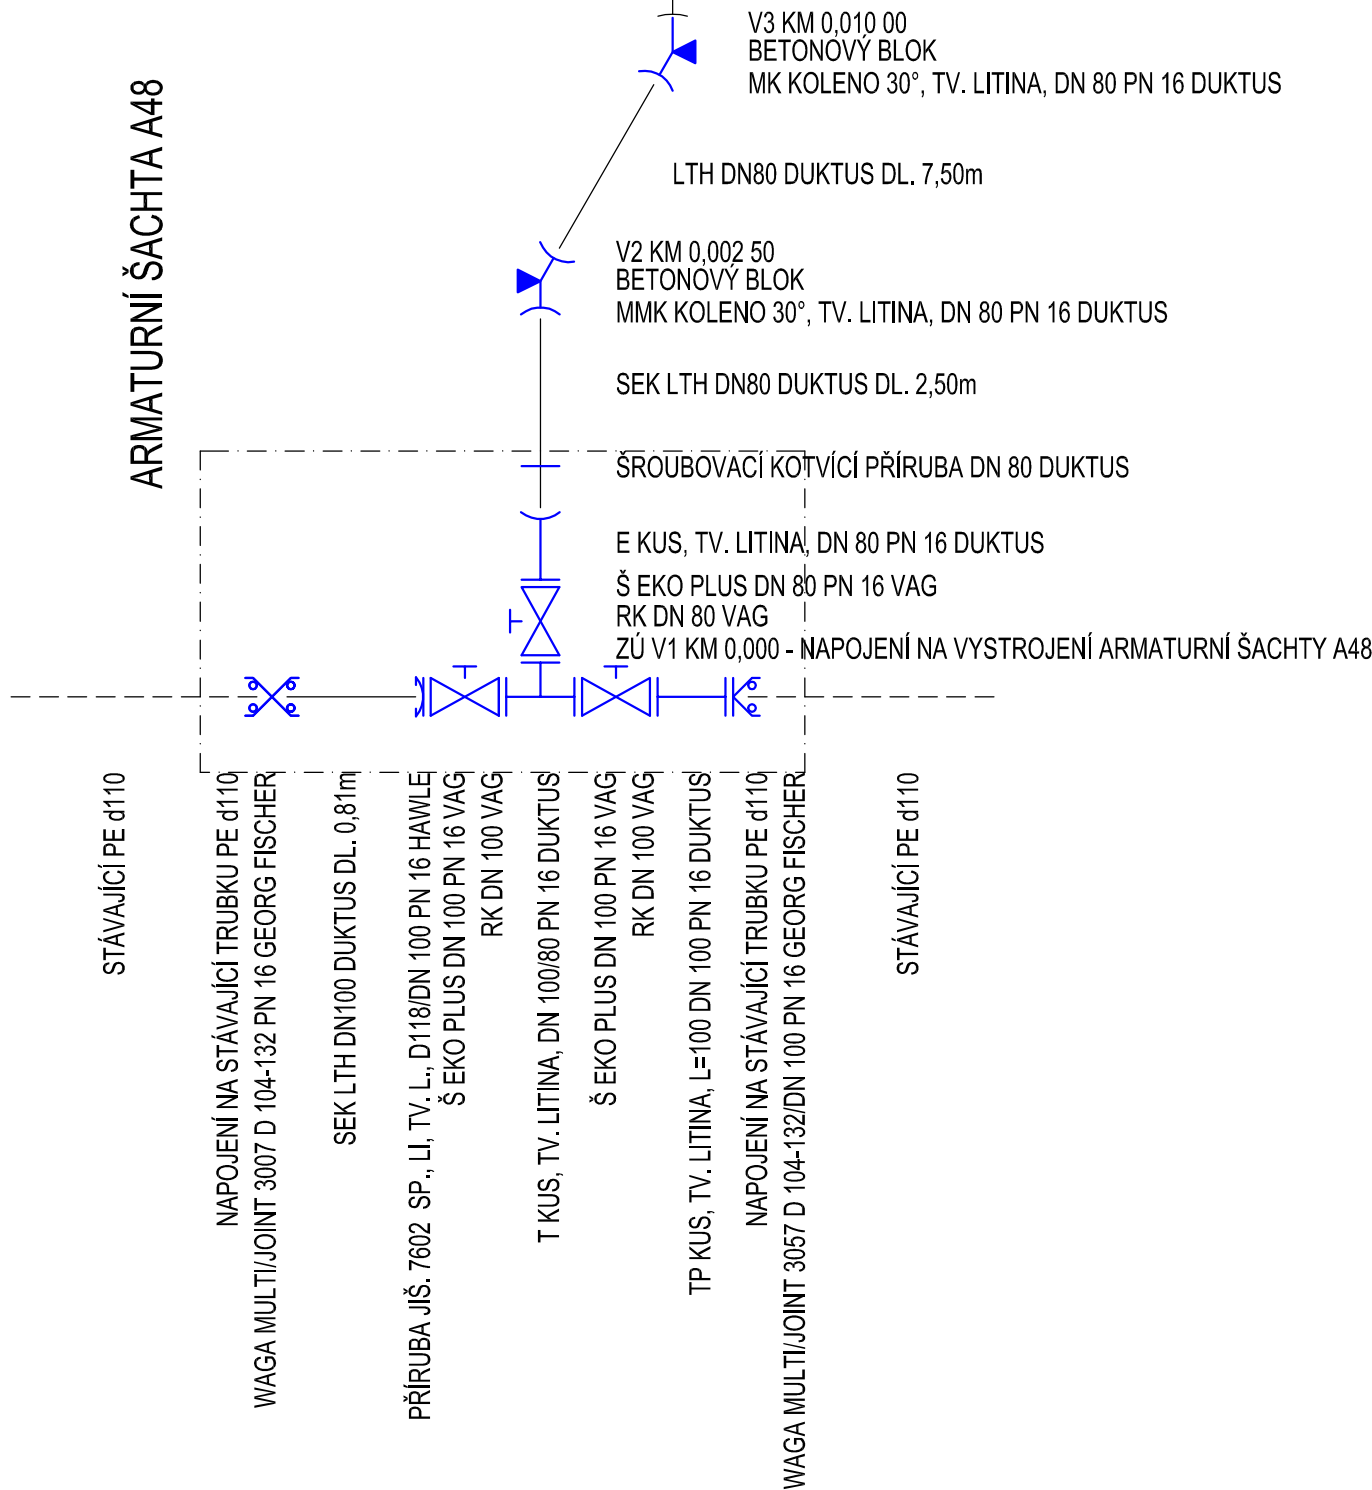 V3 KM 0,010 00
BETONOVÝ BLOK
MK KOLENO 30°, TV. LITINA, DN 80 PN 16 DUKTUS
ARMATURNÍ ŠACHTA A48
LTH DN80 DUKTUS DL. 7,50m
V2 KM 0,002 50
BETONOVÝ BLOK
MMK KOLENO 30°, TV. LITINA, DN 80 PN 16 DUKTUS
SEK LTH DN80 DUKTUS DL. 2,50m
ŠROUBOVACÍ KOTVÍCÍ PŘÍRUBA DN 80 DUKTUS
E KUS, TV. LITINA, DN 80 PN 16 DUKTUS
Š EKO PLUS DN 80 PN 16 VAG
RK DN 80 VAG
ZÚ V1 KM 0,000 - NAPOJENÍ NA VYSTROJENÍ ARMATURNÍ ŠACHTY A48
STÁVAJÍCÍ PE d110
NAPOJENÍ NA STÁVAJÍCÍ TRUBKU PE d110
WAGA MULTI/JOINT 3007 D 104-132 PN 16 GEORG FISCHER
SEK LTH DN100 DUKTUS DL. 0,81m
PŘÍRUBA JIŠ. 7602 SP., LI, TV. L., D118/DN 100 PN 16 HAWLE
Š EKO PLUS DN 100 PN 16 VAG
RK DN 100 VAG
T KUS, TV. LITINA, DN 100/80 PN 16 DUKTUS
Š EKO PLUS DN 100 PN 16 VAG
RK DN 100 VAG
TP KUS, TV. LITINA, L=100 DN 100 PN 16 DUKTUS
NAPOJENÍ NA STÁVAJÍCÍ TRUBKU PE d110
WAGA MULTI/JOINT 3057 D 104-132/DN 100 PN 16 GEORG FISCHER
STÁVAJÍCÍ PE d110